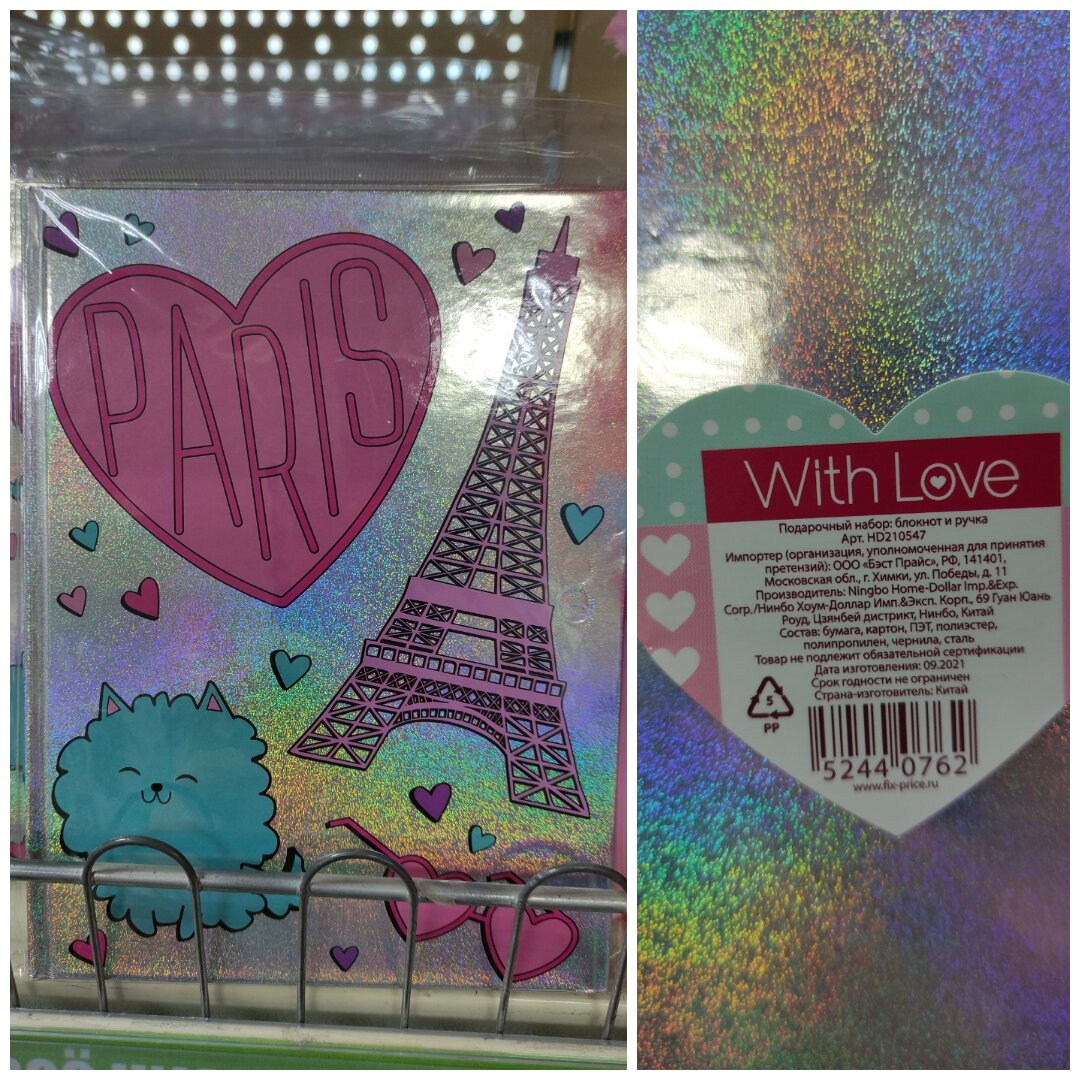 PARIS
With Love
Подарочный набор: блокнот и ручка
Арт. HD210547
Импортер (организация, уполномоченная для принятия
претензий): ООО «Бэст Прайс», РФ, 141401,
Московская обл., г. Химки, ул. Победы, д. 11
Производитель: Ningbo Home-Dollar Imp.&Exp.
Corp./Нинбо Хоум-Доллар Имп.&Эксп. Корп., 69 Гуан Юань
Роуд, Цзянбей дистрикт, Нинбо, Китай
Состав: бумага, картон, ПЭТ, полиэстер,
полипропилен, чернила, сталь
Товар не подлежит обязательной сертификации
Дата изготовления: 09.2021
Срок годности не ограничен
Страна-изготовитель: Китай
5
PP
5244 0762
www.fix-price.ru